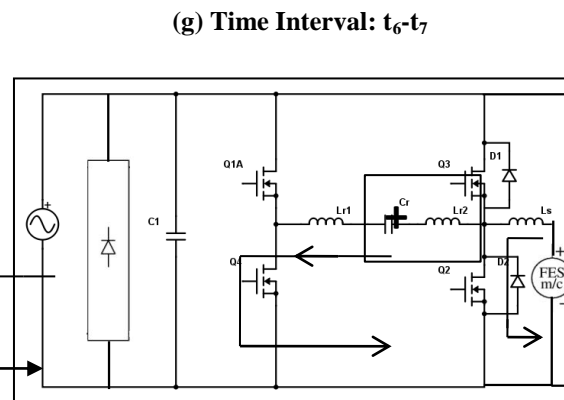 (g) Time Interval: t₆-t₇
Q1A
Q3
D1
C1
Lr1
Cr
Lr2
Ls
Q4
Q2
D2
FES
m/c